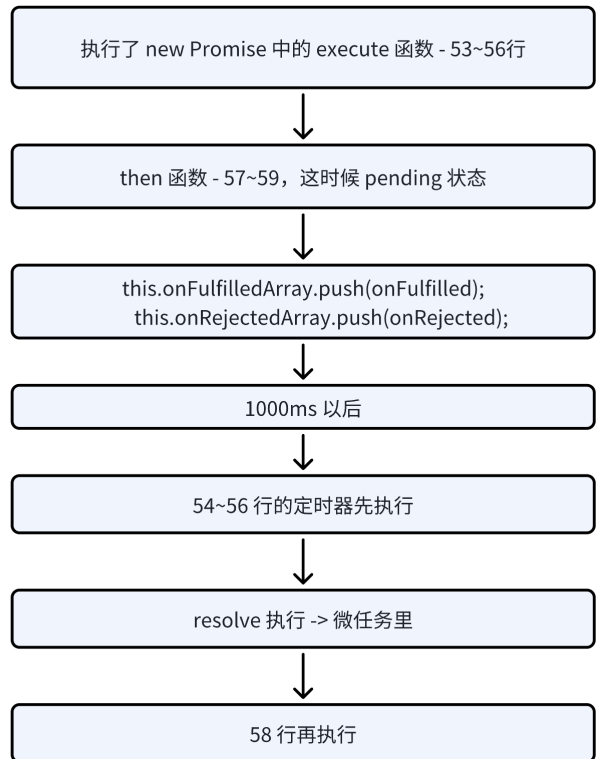 执行了 new Promise 中的 execute 函数 - 53~56行
then 函数 - 57~59，这时候 pending 状态
this.onFulfilledArray.push(onFulfilled);
this.onRejectedArray.push(onRejected);
1000ms 以后
54~56 行的定时器先执行
resolve 执行 -> 微任务里
58 行再执行